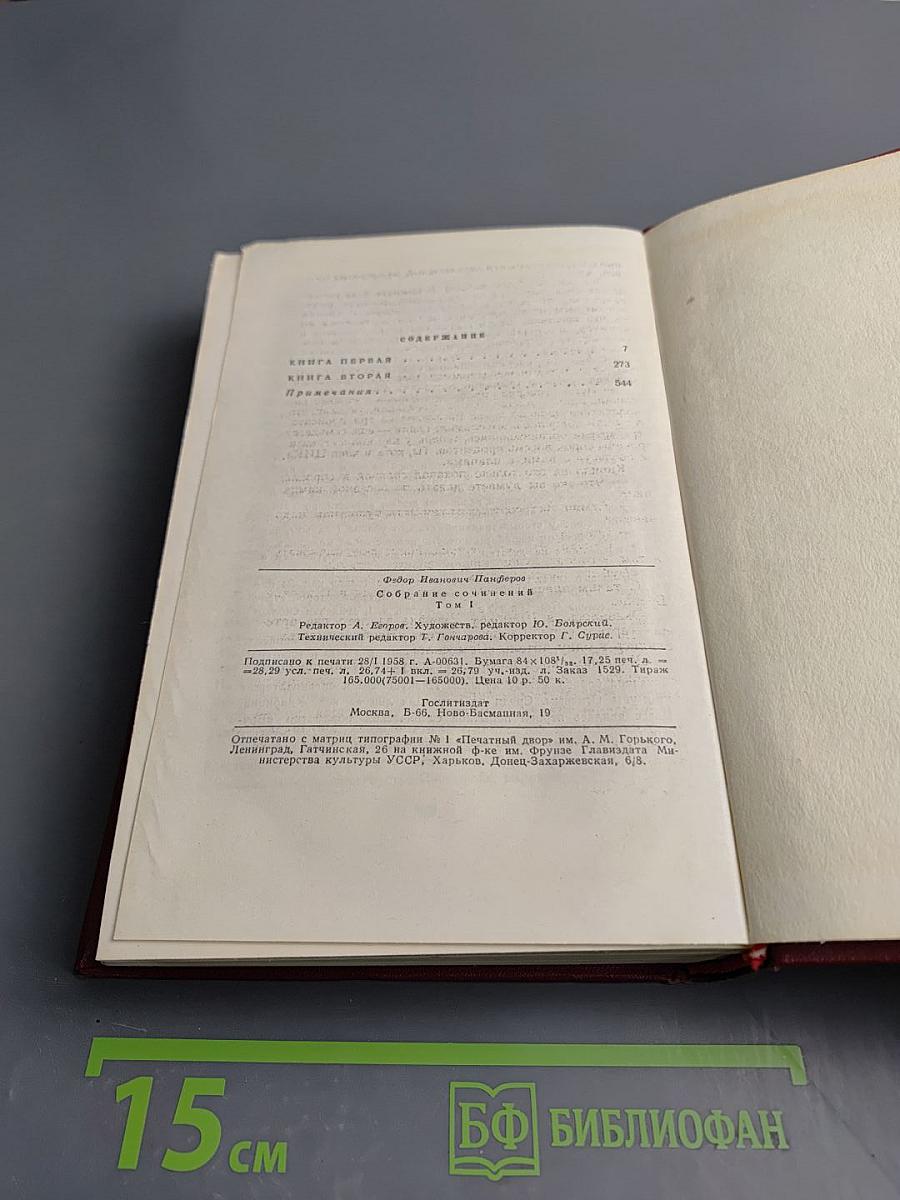 СОДЕРЖАНИЕ
КНИГА ПЕРВАЯ . . . . . . . . . . . . 7
КНИГА ВТОРАЯ . . . . . . . . . . . . 273
Примечания. . . . . . . . . . . . . 544
Федор Иванович Панферов
Собрание сочинений
Том I
Редактор А. Егоров. Художеств. редактор Ю. Боярский.
Технический редактор Т. Гончарова. Корректор Г. Сурис.
Подписано к печати 28/I 1958 г. А-00631. Бумага 84×108¹/₃₂. 17,25 печ. л. =
=28,29 усл. печ. л. 26,74+1 вкл. = 26,79 уч.-изд. л. Заказ 1529. Тираж
165.000(75001—165000). Цена 10 р. 50 к.
Гослитиздат
Москва, Б-66, Ново-Басманная, 19
Отпечатано с матриц типографии № 1 «Печатный двор» им. А. М. Горького,
Ленинград, Гатчинская, 26 на книжной ф-ке им. Фрунзе Главиздата Ми-
нистерства культуры УССР, Харьков, Донец-Захаржевская, 6/8.
15 см
БФ БИБЛИОФАН